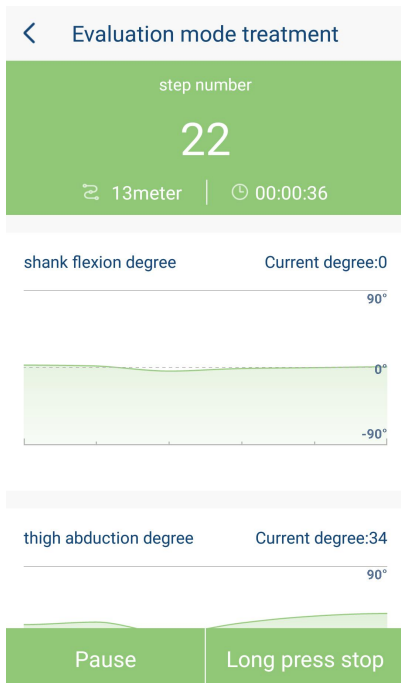 Evaluation mode treatment
step number
22
13meter 00:00:36
shank flexion degree Current degree:0
90°
0°
-90°
thigh abduction degree Current degree:34
90°
Pause Long press stop